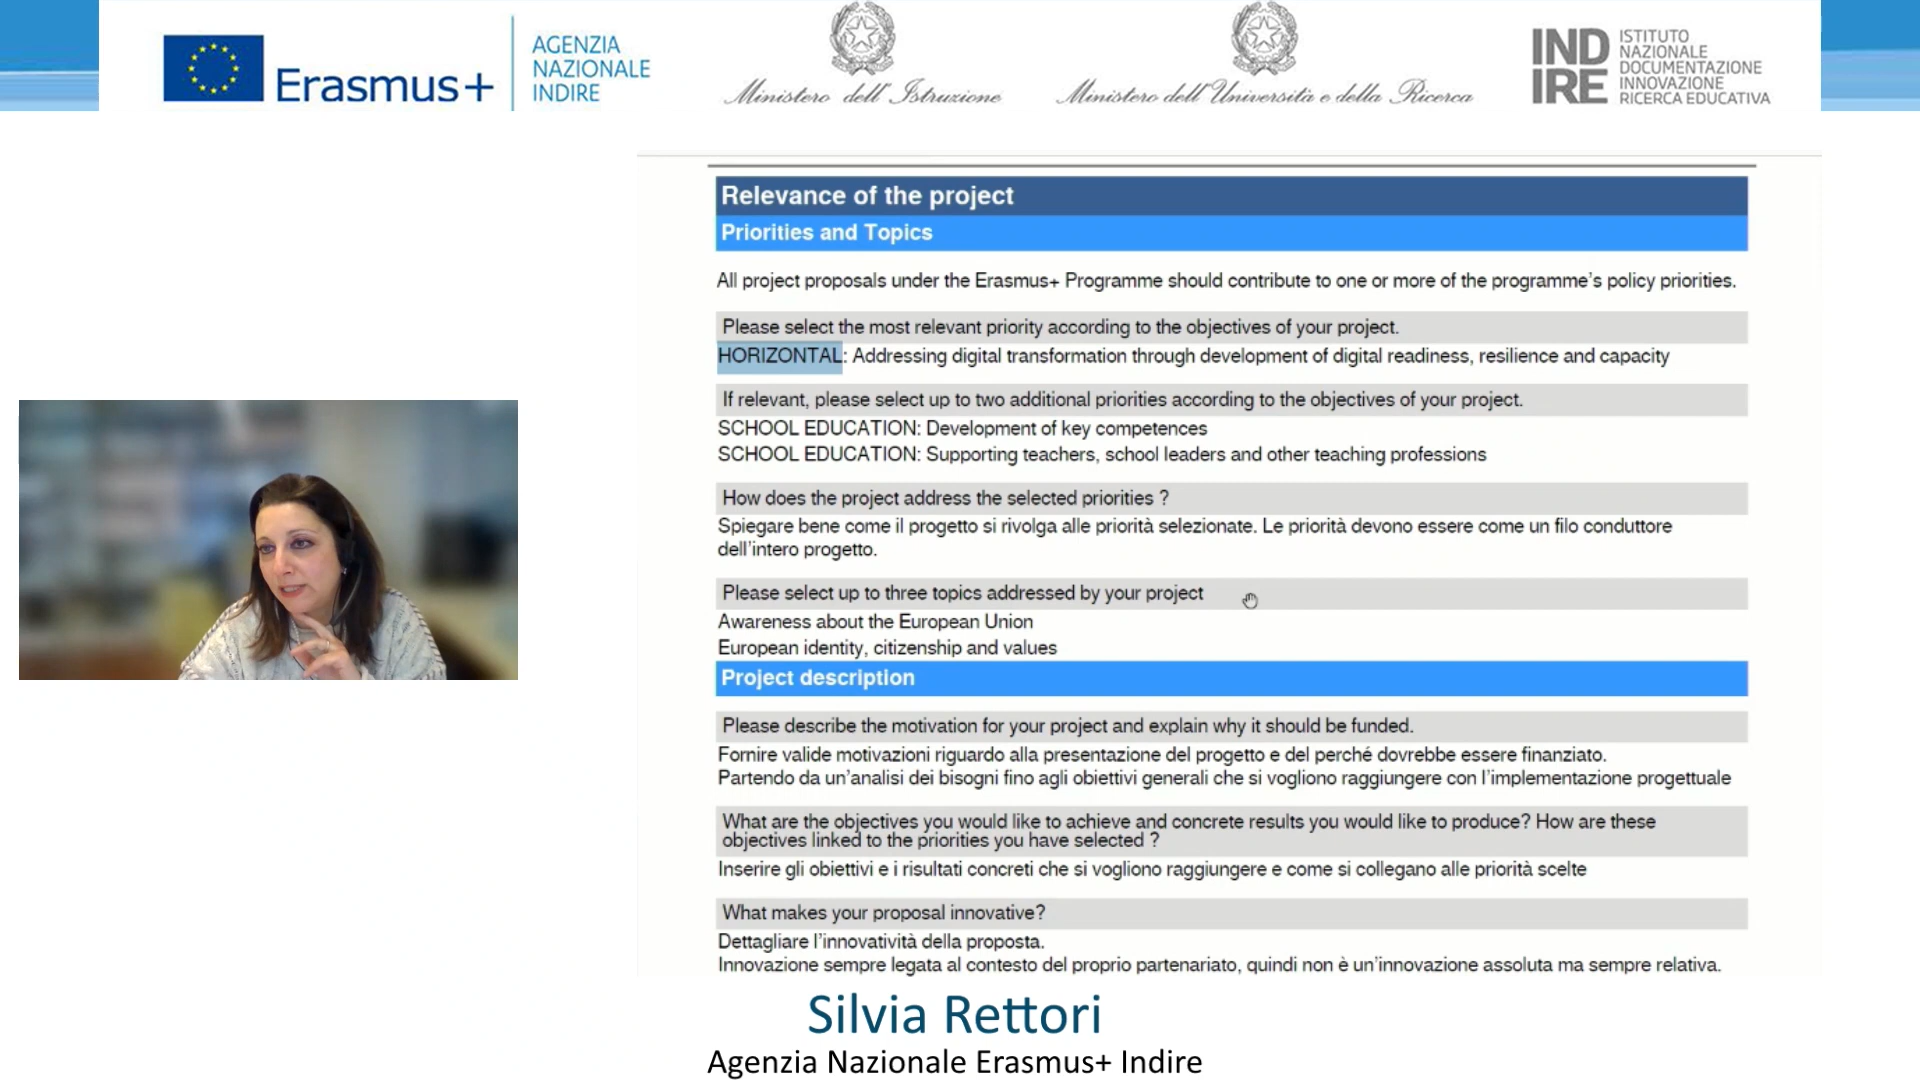 Erasmus+
AGENZIA
NAZIONALE
INDIRE
Ministero dell'Istruzione
Ministero dell'Università e della Ricerca
IND
IRE
ISTITUTO
NAZIONALE
DOCUMENTAZIONE
INNOVAZIONE
RICERCA EDUCATIVA
Relevance of the project
Priorities and Topics
All project proposals under the Erasmus+ Programme should contribute to one or more of the programme's policy priorities.
Please select the most relevant priority according to the objectives of your project.
HORIZONTAL: Addressing digital transformation through development of digital readiness, resilience and capacity
If relevant, please select up to two additional priorities according to the objectives of your project.
SCHOOL EDUCATION: Development of key competences
SCHOOL EDUCATION: Supporting teachers, school leaders and other teaching professions
How does the project address the selected priorities ?
Spiegare bene come il progetto si rivolga alle priorità selezionate. Le priorità devono essere come un filo conduttore
dell'intero progetto.
Please select up to three topics addressed by your project
Awareness about the European Union
European identity, citizenship and values
Project description
Please describe the motivation for your project and explain why it should be funded.
Fornire valide motivazioni riguardo alla presentazione del progetto e del perché dovrebbe essere finanziato.
Partendo da un'analisi dei bisogni fino agli obiettivi generali che si vogliono raggiungere con l'implementazione progettuale
What are the objectives you would like to achieve and concrete results you would like to produce? How are these
objectives linked to the priorities you have selected ?
Inserire gli obiettivi e i risultati concreti che si vogliono raggiungere e come si collegano alle priorità scelte
What makes your proposal innovative?
Dettagliare l'innovatività della proposta.
Innovazione sempre legata al contesto del proprio partenariato, quindi non è un'innovazione assoluta ma sempre relativa.
Silvia Rettori
Agenzia Nazionale Erasmus+ Indire